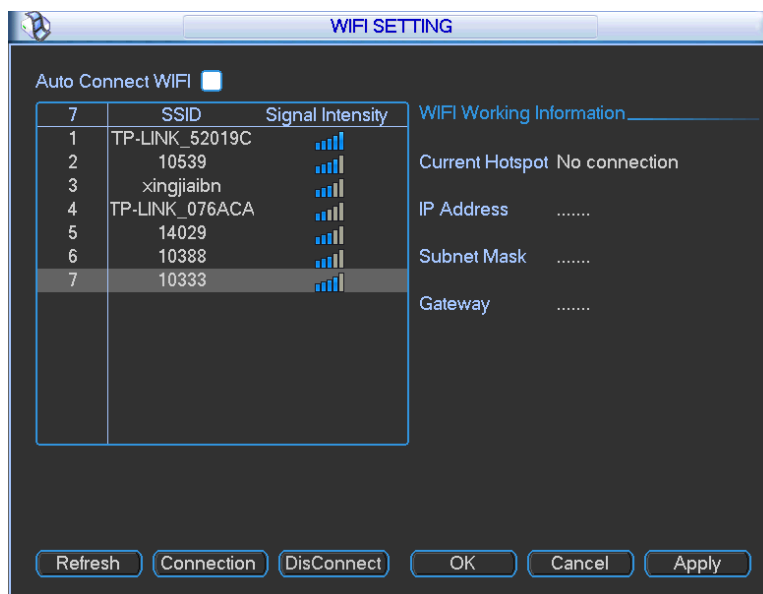 WIFI SETTING
Auto Connect WIFI
7 SSID Signal Intensity
1 TP-LINK_52019C
2 10539
3 xingjiaibn
4 TP-LINK_076ACA
5 14029
6 10388
7 10333
WIFI Working Information
Current Hotspot No connection
IP Address .......
Subnet Mask .......
Gateway .......
Refresh Connection DisConnect OK Cancel Apply